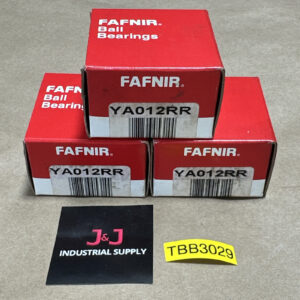 FAFNIR®
Ball
Bearings
FAFNIR®
YA012RR
FAFNIR®
Ball
Bearings
FAFNIR®
YA012RR
FAFNIR®
YA012RR
J&J
INDUSTRIAL SUPPLY
TBB3029